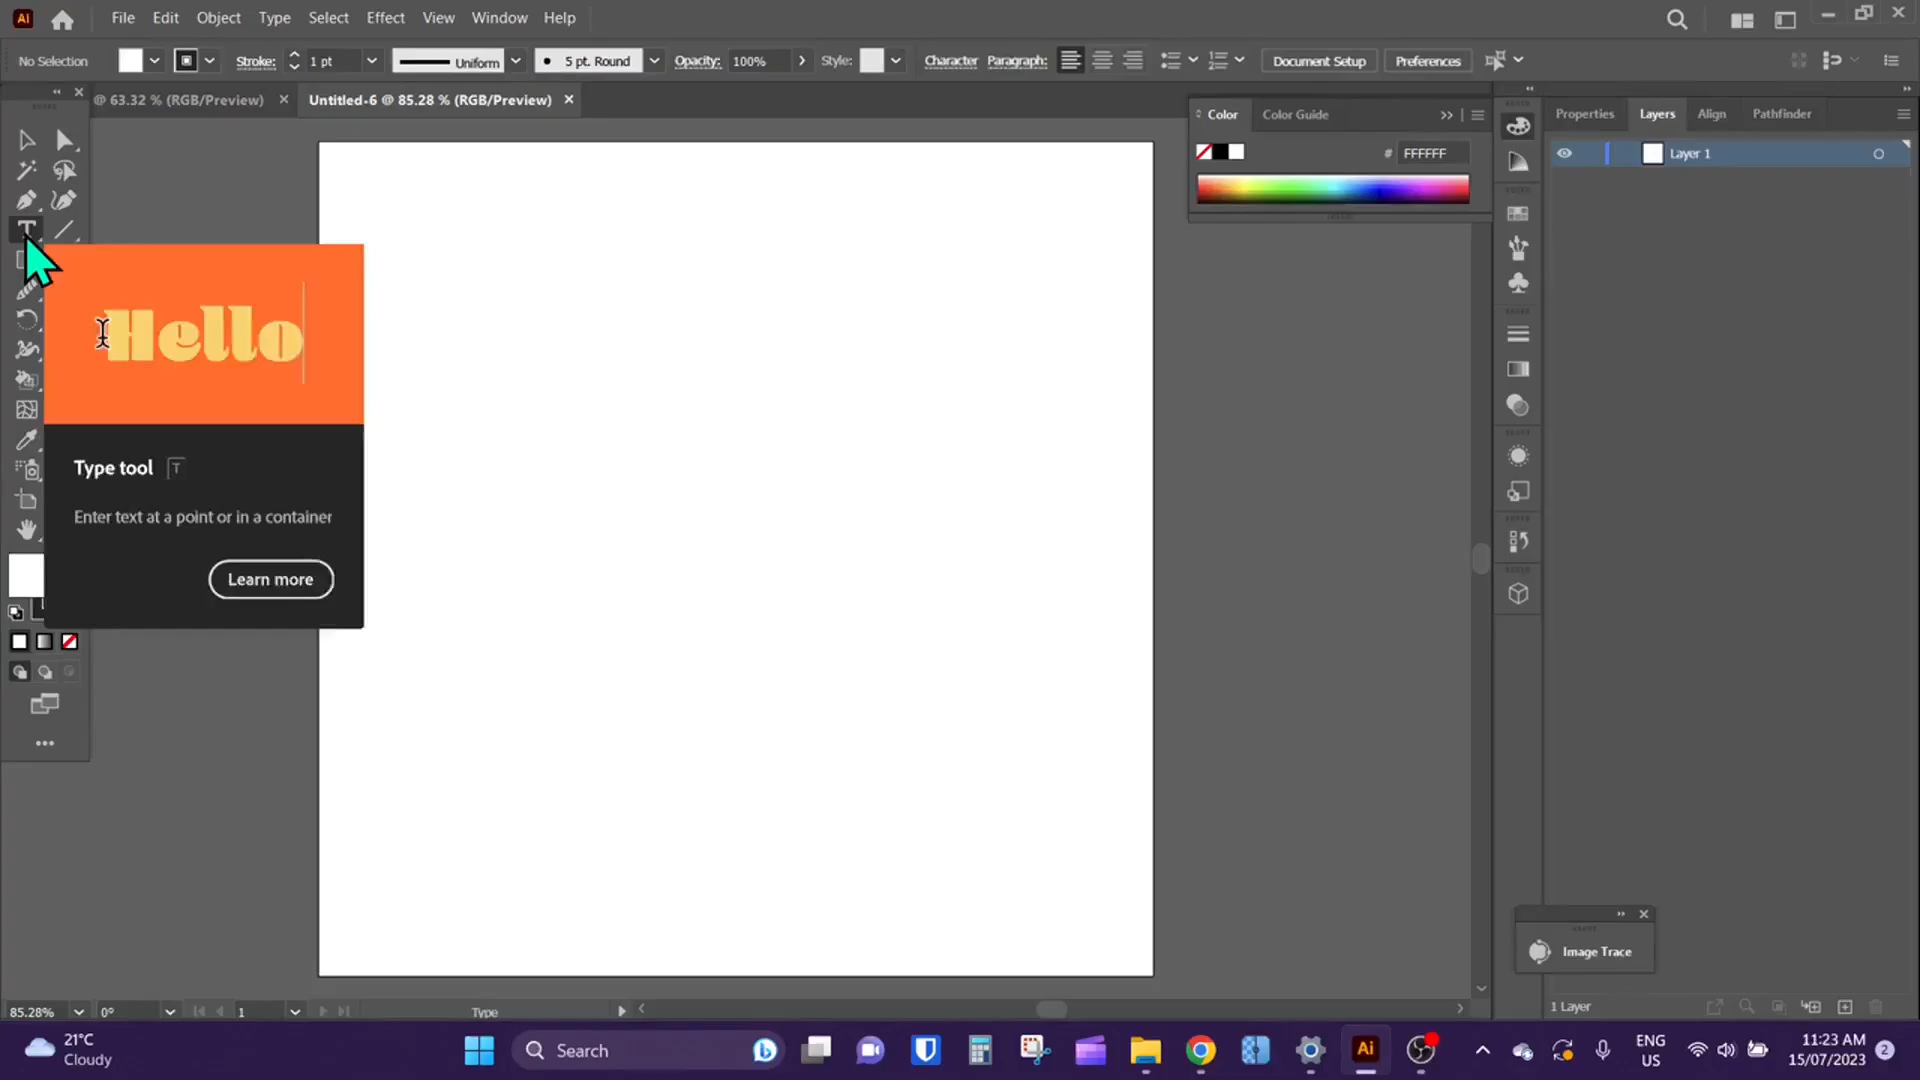 Ai File Edit Object Type Select Effect View Window Help
No Selection Stroke: 1 pt Uniform 5 pt. Round Opacity: 100% Style: Character Paragraph: Document Setup Preferences
@ 63.32 % (RGB/Preview) Untitled-6 @ 85.28 % (RGB/Preview)
Color Color Guide
# FFFFFF
Properties Layers Align Pathfinder
Layer 1
T
Hello
Type tool T
Enter text at a point or in a container
Learn more
Image Trace
1 Layer
85.28% 0° 1 Type
21°C
Cloudy
Search
Ai
ENG
US
11:23 AM
15/07/2023
2